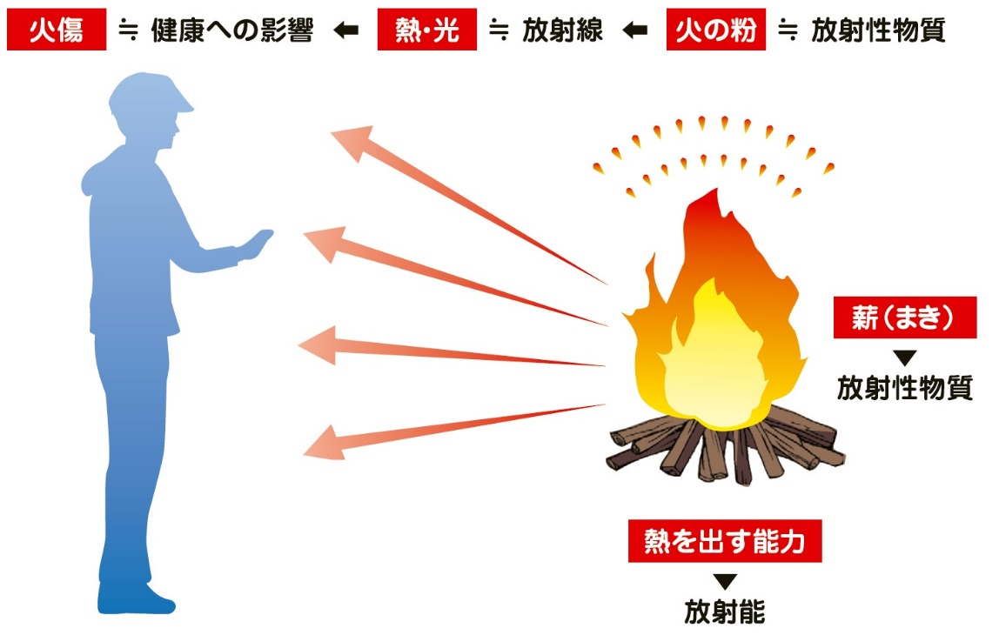 火傷 ≒ 健康への影響 ⬅ 熱・光 ≒ 放射線 ⬅ 火の粉 ≒ 放射性物質
薪(まき)
▼
放射性物質
熱を出す能力
▼
放射能